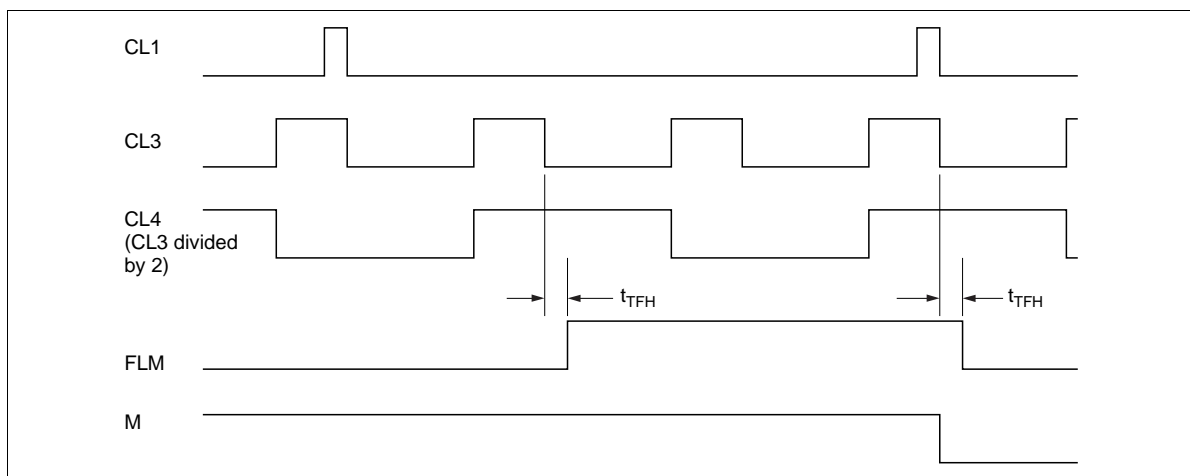 CL1
CL3
CL4
(CL3 divided
by 2)
tTFH
tTFH
FLM
M